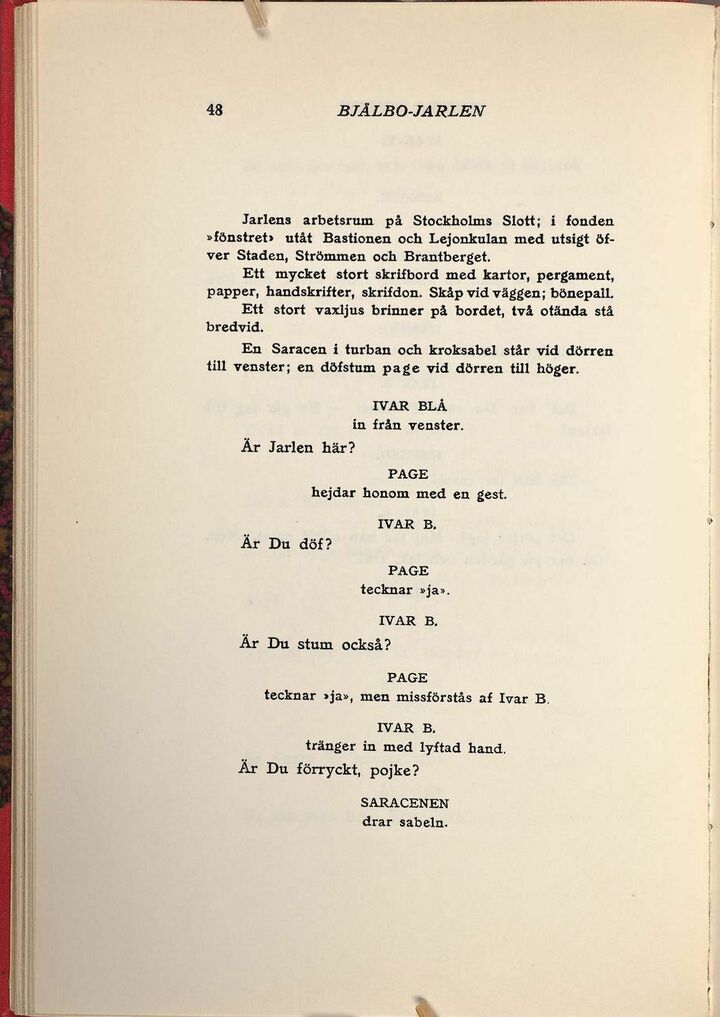 48 BJÄLBO-JARLEN
Jarlens arbetsrum på Stockholms Slott; i fonden
»fönstret» utåt Bastionen och Lejonkulan med utsigt öf-
ver Staden, Strömmen och Brantberget.
Ett mycket stort skrifbord med kartor, pergament,
papper, handskrifter, skrifdon. Skåp vid väggen; bönepall.
Ett stort vaxljus brinner på bordet, två otända stå
bredvid.
En Saracen i turban och kroksabel står vid dörren
till venster; en döfstum page vid dörren till höger.
IVAR BLÅ
in från venster.
Är Jarlen här?
PAGE
hejdar honom med en gest.
IVAR B.
Är Du döf?
PAGE
tecknar »ja».
IVAR B.
Är Du stum också?
PAGE
tecknar »ja», men missförstås af Ivar B.
IVAR B.
tränger in med lyftad hand.
Är Du förryckt, pojke?
SARACENEN
drar sabeln.